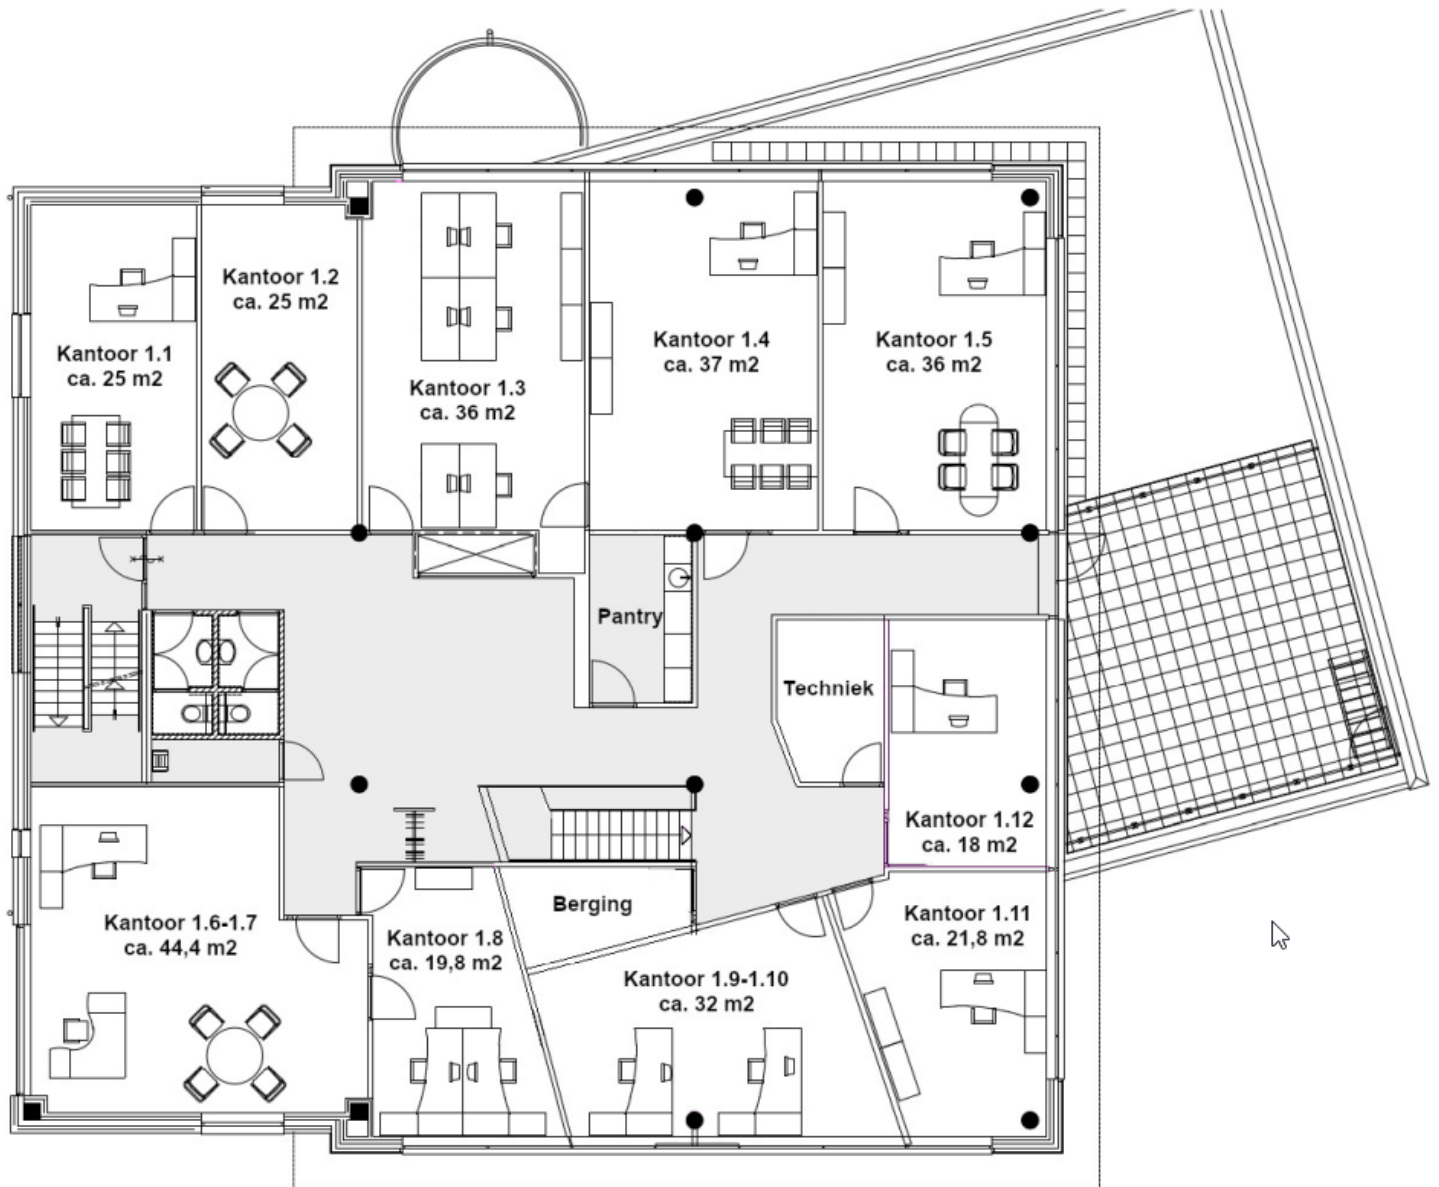 Kantoor 1.1
ca. 25 m2
Kantoor 1.2
ca. 25 m2
Kantoor 1.3
ca. 36 m2
Kantoor 1.4
ca. 37 m2
Kantoor 1.5
ca. 36 m2
Pantry
Techniek
Kantoor 1.12
ca. 18 m2
Kantoor 1.6-1.7
ca. 44,4 m2
Kantoor 1.8
ca. 19,8 m2
Berging
Kantoor 1.9-1.10
ca. 32 m2
Kantoor 1.11
ca. 21,8 m2